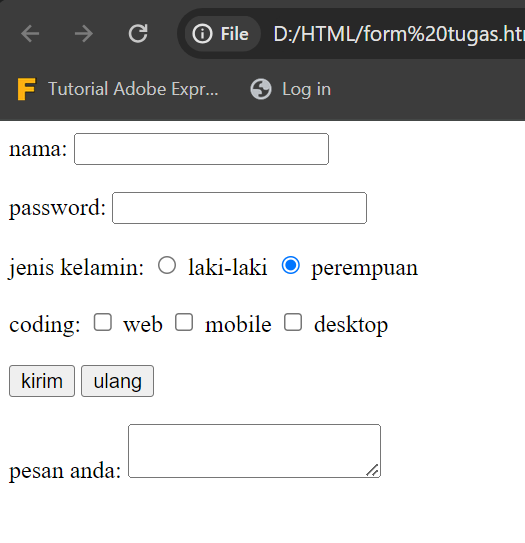 File D:/HTML/form%20tugas.ht
Tutorial Adobe Expr... Log in
nama:
password:
jenis kelamin: laki-laki perempuan
coding: web mobile desktop
kirim ulang
pesan anda: